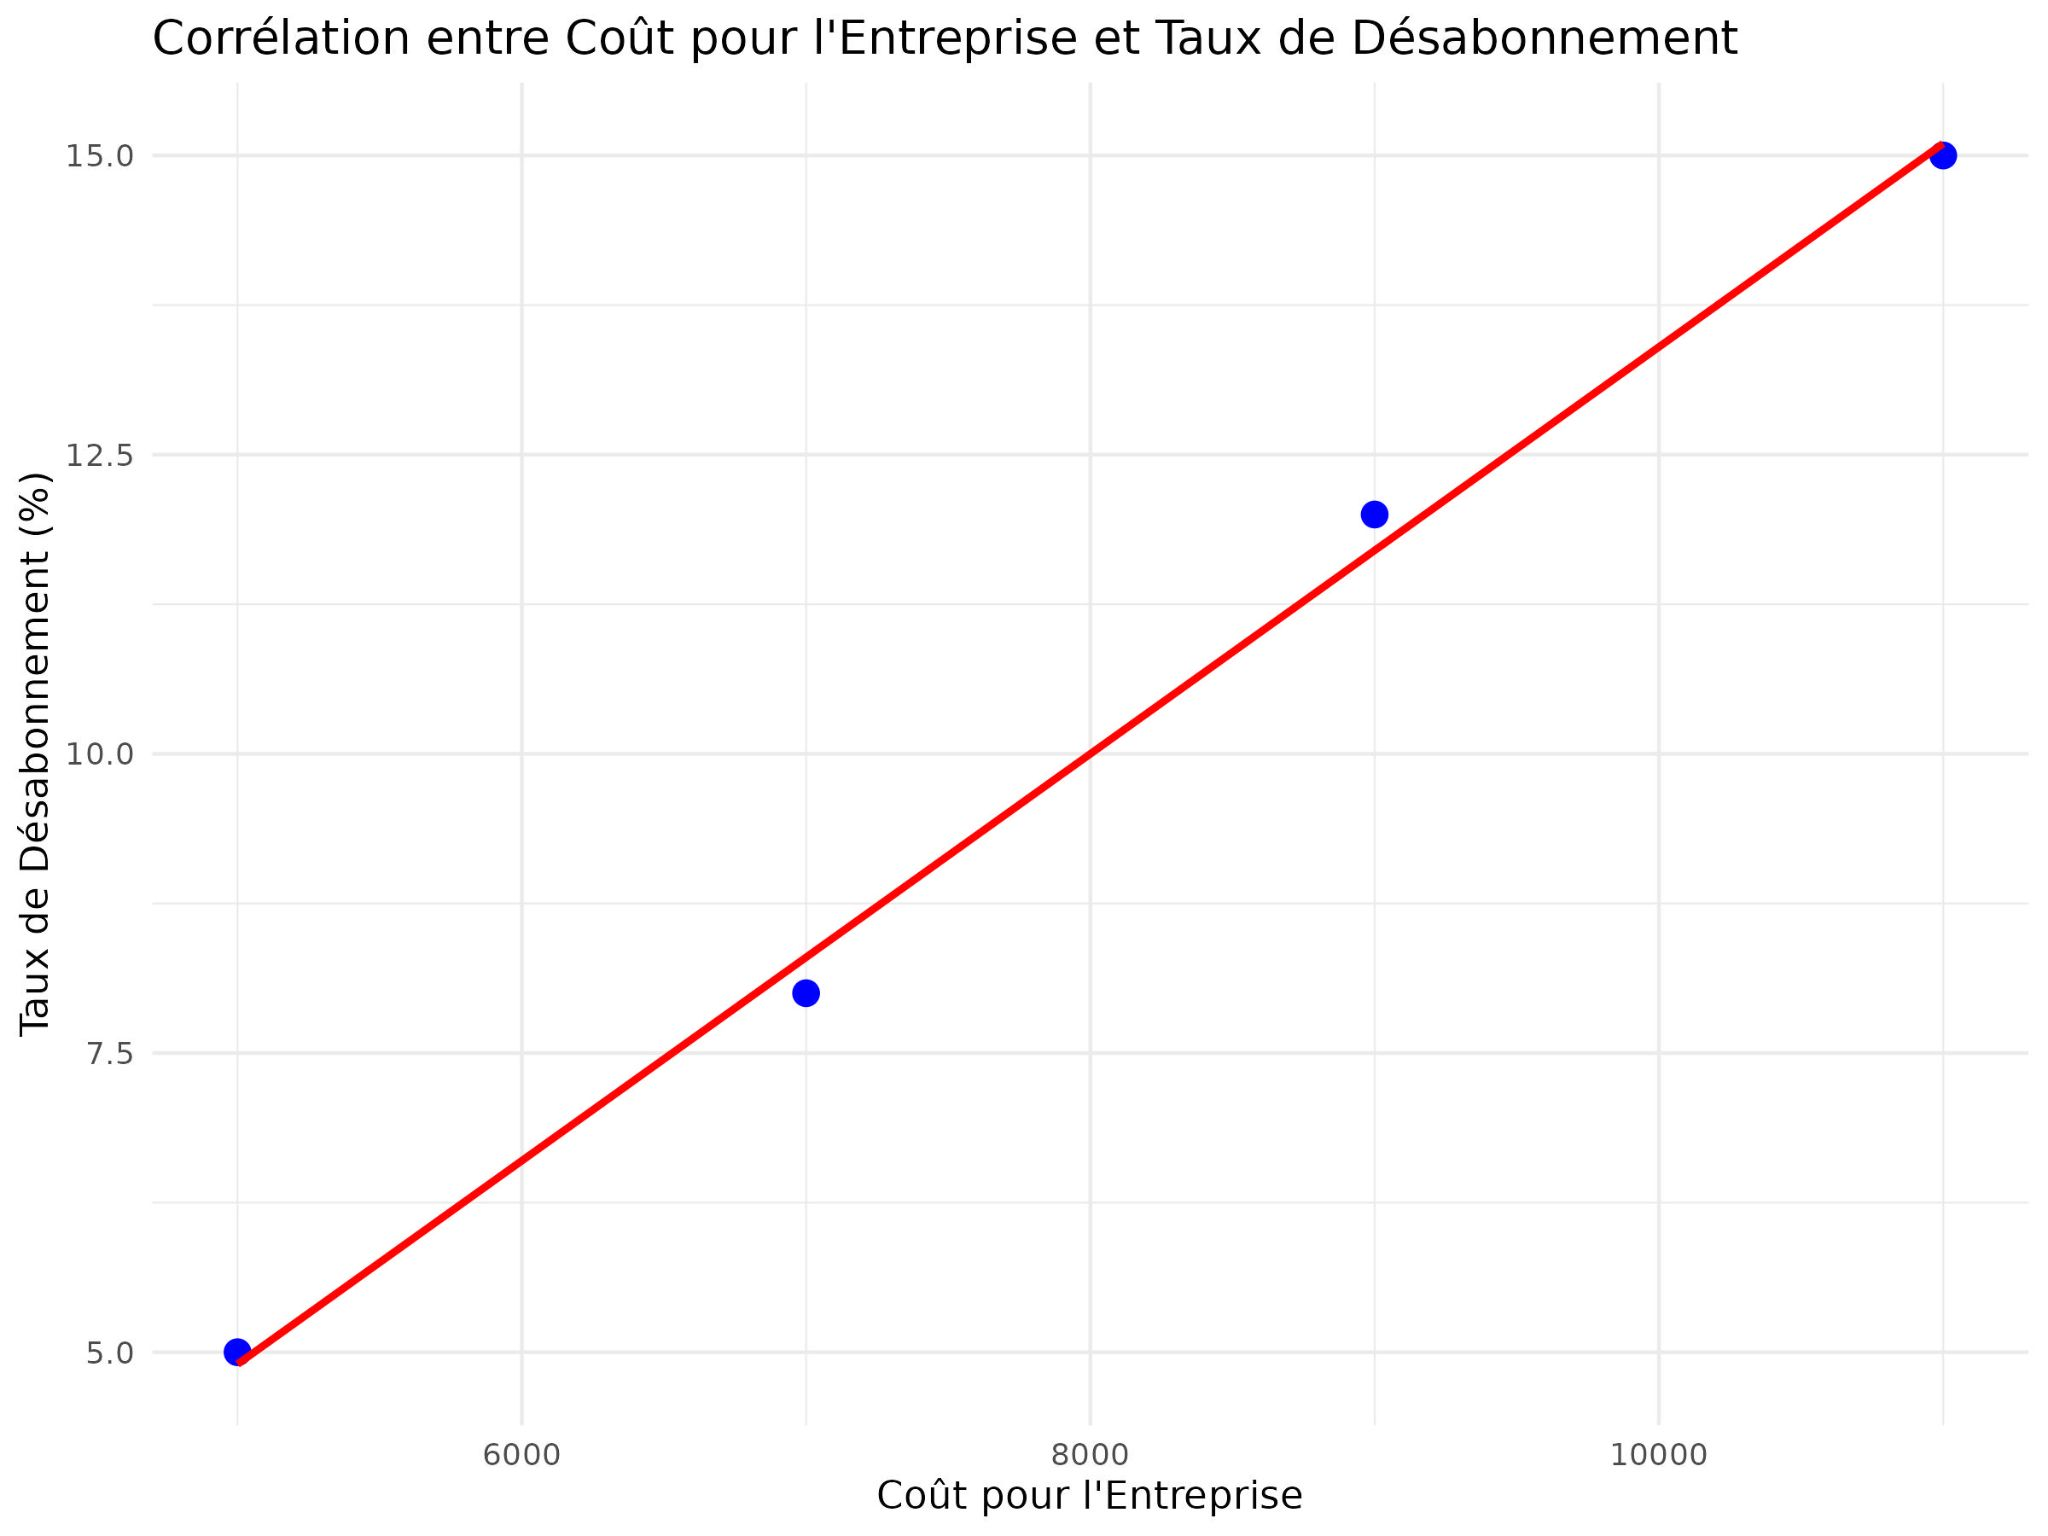 Corrélation entre Coût pour l'Entreprise et Taux de Désabonnement
Taux de Désabonnement (%)
15.0
12.5
10.0
7.5
5.0
6000
8000
10000
Coût pour l'Entreprise